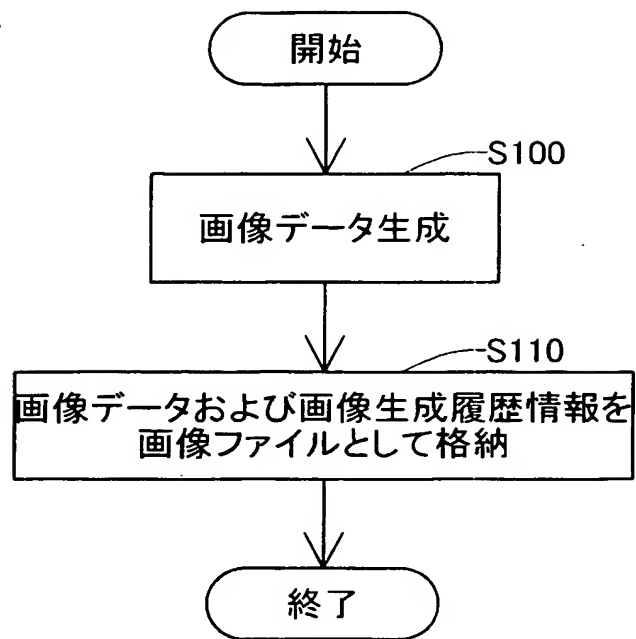 開始
S100
画像データ生成
S110
画像データおよび画像生成履歴情報を
画像ファイルとして格納
終了